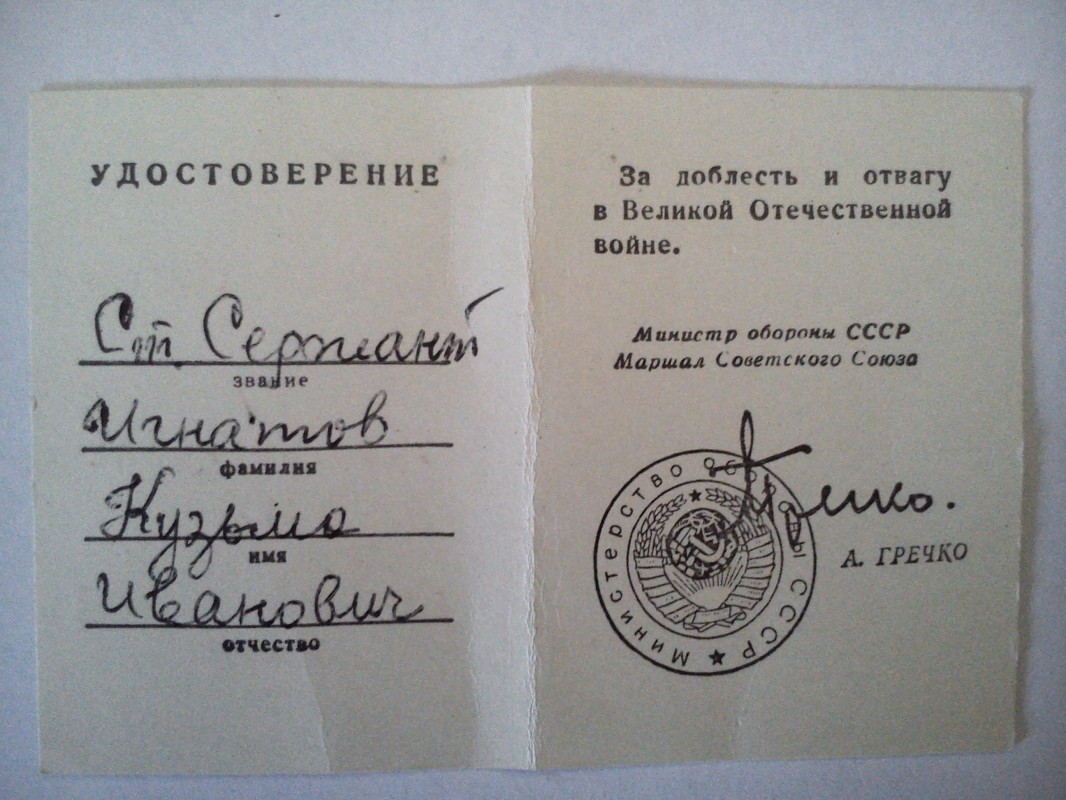 УДОСТОВЕРЕНИЕ
Ст. Сержант
звание
Игнатов
фамилия
Кузьма
имя
Иванович
отчество
За доблесть и отвагу
в Великой Отечественной
войне.
Министр обороны СССР
Маршал Советского Союза
Министерство Обороны СССР
А. ГРЕЧКО